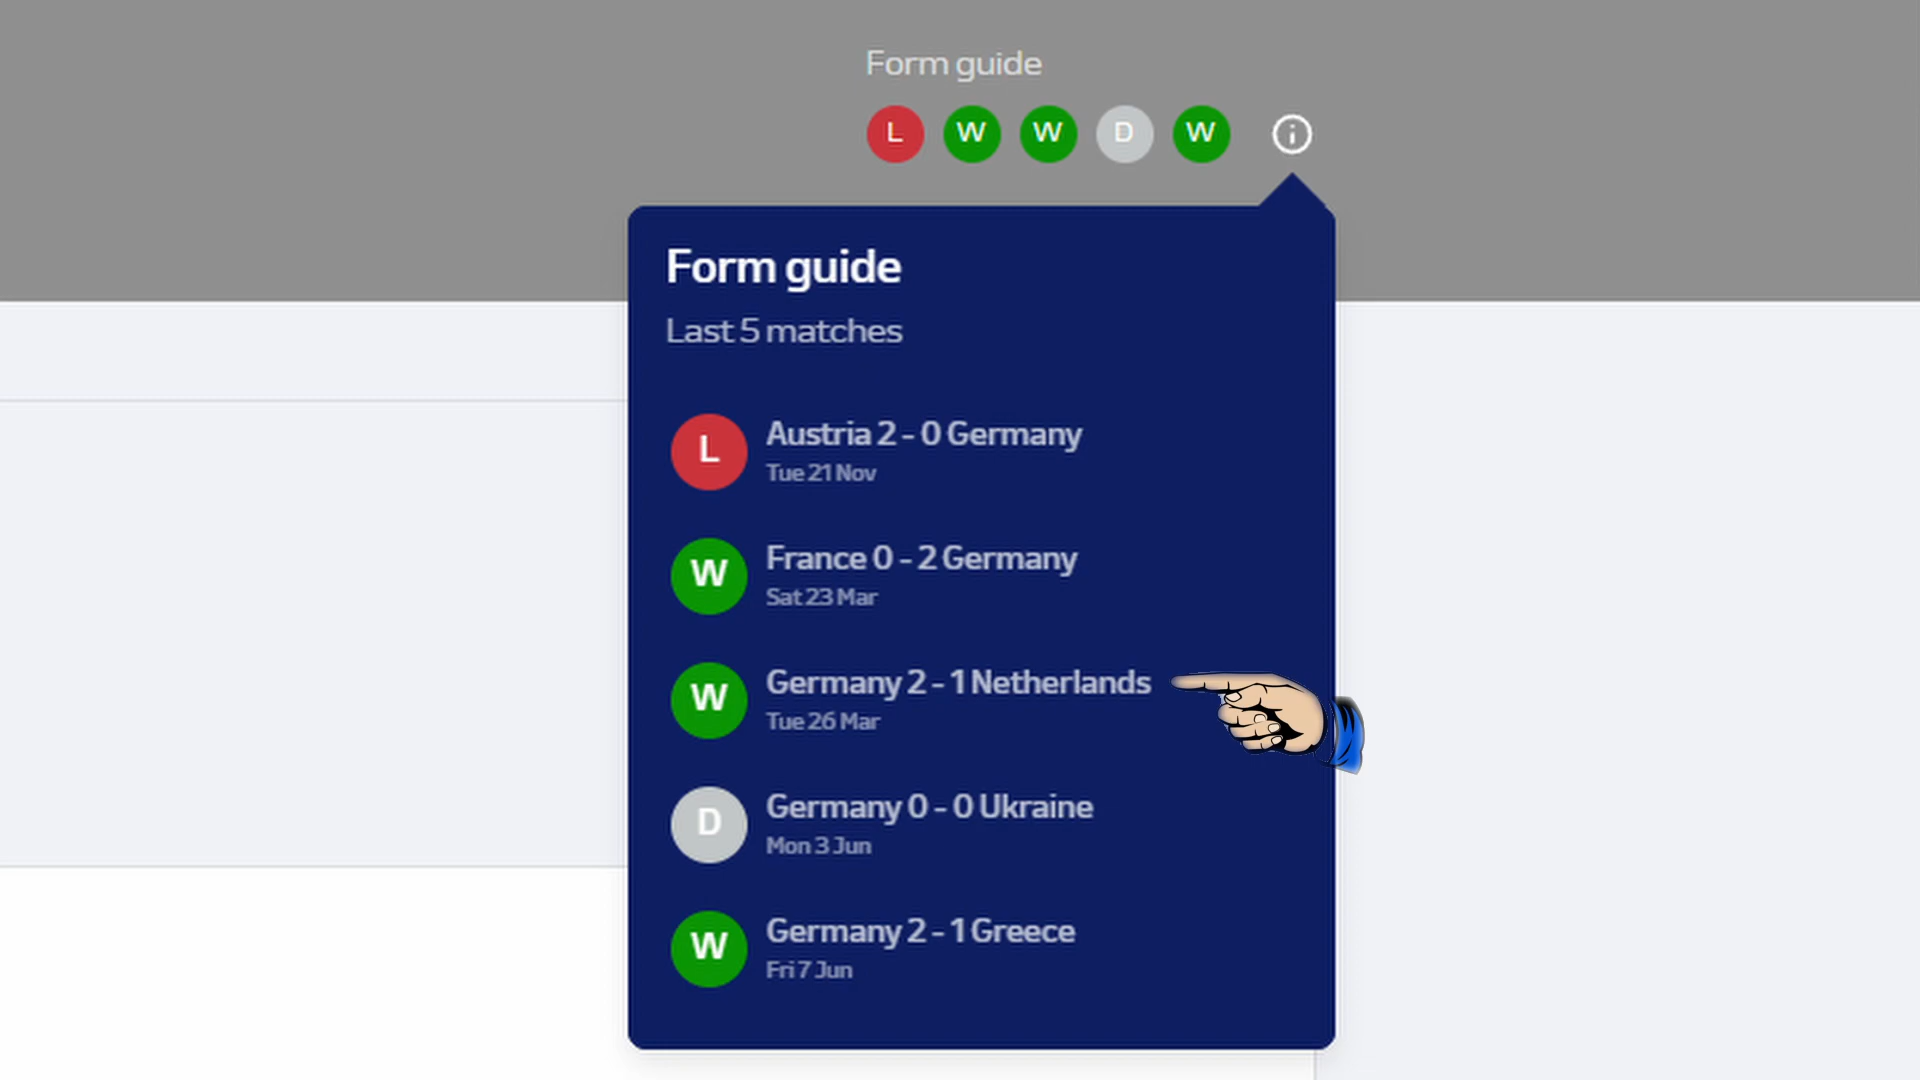 Form guide
L W W D W
Form guide
Last 5 matches
L
Austria 2 - 0 Germany
Tue 21 Nov
W
France 0 - 2 Germany
Sat 23 Mar
W
Germany 2 - 1 Netherlands
Tue 26 Mar
D
Germany 0 - 0 Ukraine
Mon 3 Jun
W
Germany 2 - 1 Greece
Fri 7 Jun